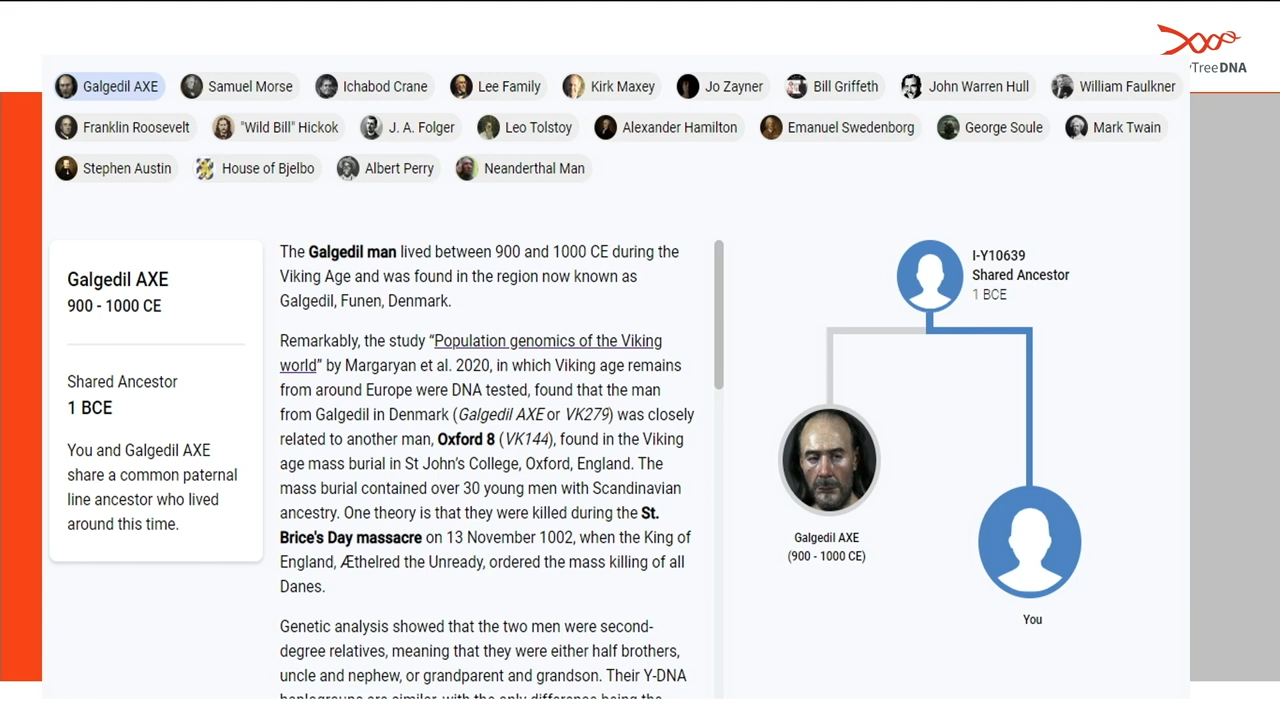 TreeDNA
Galgedil AXE
Samuel Morse
Ichabod Crane
Lee Family
Kirk Maxey
Jo Zayner
Bill Griffeth
John Warren Hull
William Faulkner
Franklin Roosevelt
"Wild Bill" Hickok
J. A. Folger
Leo Tolstoy
Alexander Hamilton
Emanuel Swedenborg
George Soule
Mark Twain
Stephen Austin
House of Bjelbo
Albert Perry
Neanderthal Man
Galgedil AXE
900 - 1000 CE
Shared Ancestor
1 BCE
You and Galgedil AXE
share a common paternal
line ancestor who lived
around this time.
The Galgedil man lived between 900 and 1000 CE during the
Viking Age and was found in the region now known as
Galgedil, Funen, Denmark.
Remarkably, the study “Population genomics of the Viking
world” by Margaryan et al. 2020, in which Viking age remains
from around Europe were DNA tested, found that the man
from Galgedil in Denmark (Galgedil AXE or VK279) was closely
related to another man, Oxford 8 (VK144), found in the Viking
age mass burial in St John’s College, Oxford, England. The
mass burial contained over 30 young men with Scandinavian
ancestry. One theory is that they were killed during the St.
Brice's Day massacre on 13 November 1002, when the King of
England, Æthelred the Unready, ordered the mass killing of all
Danes.
Genetic analysis showed that the two men were second-
degree relatives, meaning that they were either half brothers,
uncle and nephew, or grandparent and grandson. Their Y-DNA
haplogroups are similar, with the only difference being the
I-Y10639
Shared Ancestor
1 BCE
Galgedil AXE
(900 - 1000 CE)
You